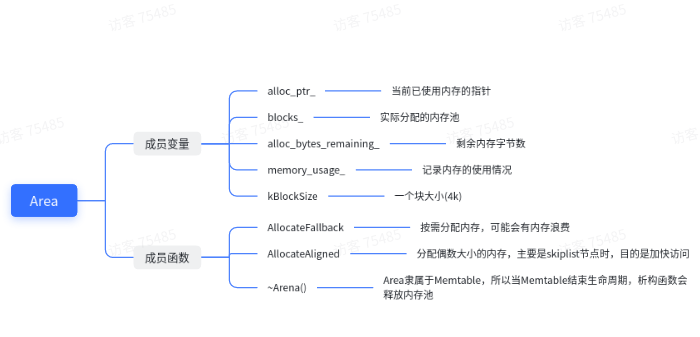 访客 75485
访客 75485
访客 75485
alloc_ptr_ 当前已使用内存的指针
blocks_ 实际分配的内存池
访客 75485
访客 75485
访客 75485
成员变量
alloc_bytes_remaining_ 剩余内存字节数
memory_usage_ 记录内存的使用情况
kBlockSize 一个块大小(4k)
Area
AllocateFallback 按需分配内存，可能会有内存浪费
访客 75485
访客 75485
访客 75485
AllocateAligned 分配偶数大小的内存，主要是skiplist节点时，目的是加快访问
成员函数
~Arena() Area隶属于Memtable，所以当Memtable结束生命周期，析构函数会
释放内存池